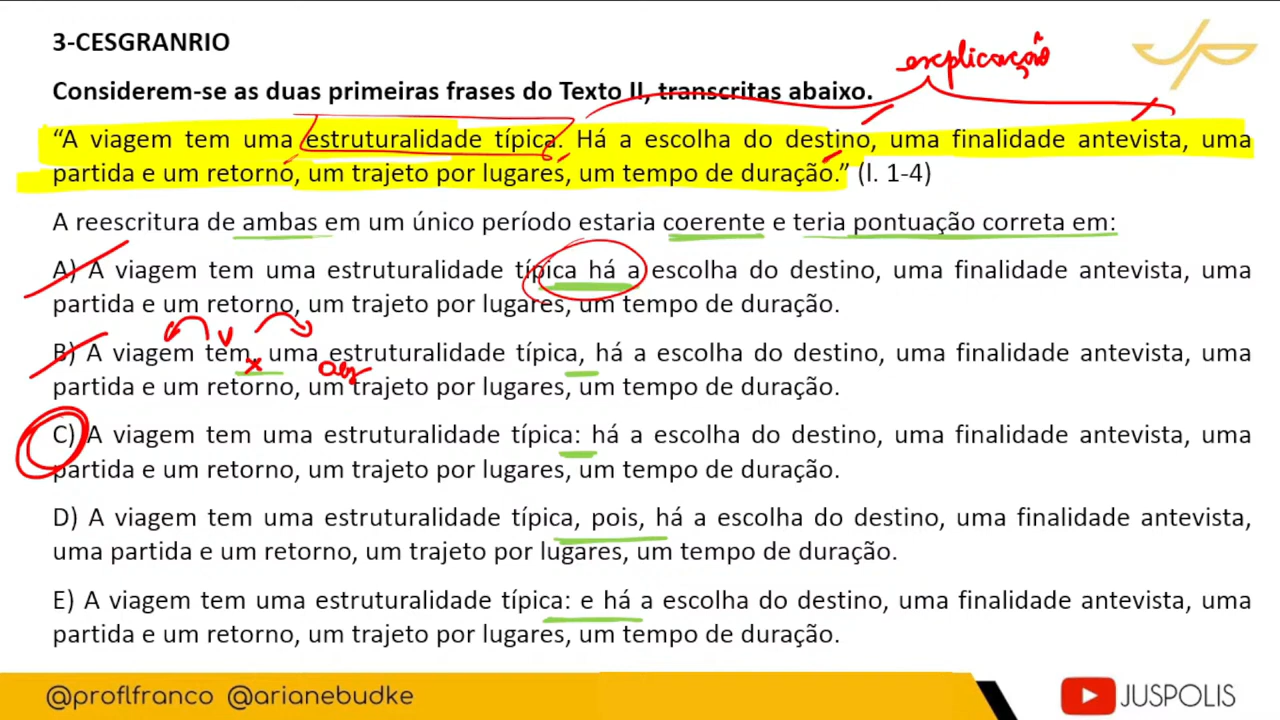 3-CESGRANRIO
explicação
Considerem-se as duas primeiras frases do Texto II, transcritas abaixo.
“A viagem tem uma estruturalidade típica. Há a escolha do destino, uma finalidade antevista, uma
partida e um retorno, um trajeto por lugares, um tempo de duração.” (l. 1-4)
A reescritura de ambas em um único período estaria coerente e teria pontuação correta em:
A) A viagem tem uma estruturalidade típica há a escolha do destino, uma finalidade antevista, uma
partida e um retorno, um trajeto por lugares, um tempo de duração.
V
B) A viagem tem, uma estruturalidade típica, há a escolha do destino, uma finalidade antevista, uma
x
partida e um retorno, um trajeto por lugares, um tempo de duração.
C) A viagem tem uma estruturalidade típica: há a escolha do destino, uma finalidade antevista, uma
partida e um retorno, um trajeto por lugares, um tempo de duração.
D) A viagem tem uma estruturalidade típica, pois, há a escolha do destino, uma finalidade antevista,
uma partida e um retorno, um trajeto por lugares, um tempo de duração.
E) A viagem tem uma estruturalidade típica: e há a escolha do destino, uma finalidade antevista, uma
partida e um retorno, um trajeto por lugares, um tempo de duração.
@proflfranco @arianebudke
JUSPOLIS